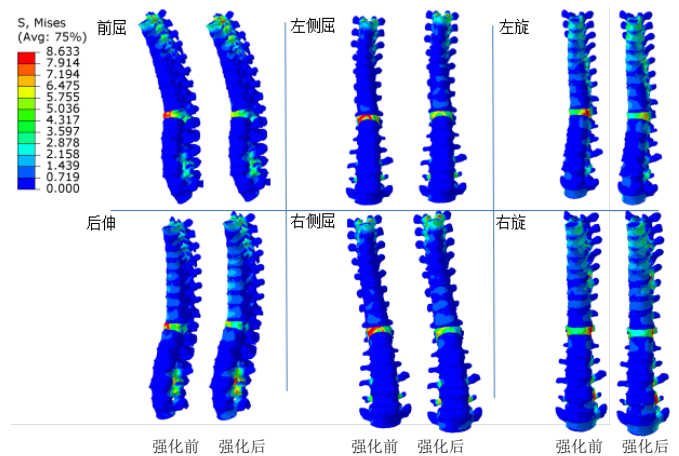 S, Mises
(Avg: 75%)
8.633
7.914
7.194
6.475
5.755
5.036
4.317
3.597
2.878
2.158
1.439
0.719
0.000
前屈
左侧屈
左旋
后伸
右侧屈
右旋
强化前 强化后 强化前 强化后 强化前 强化后